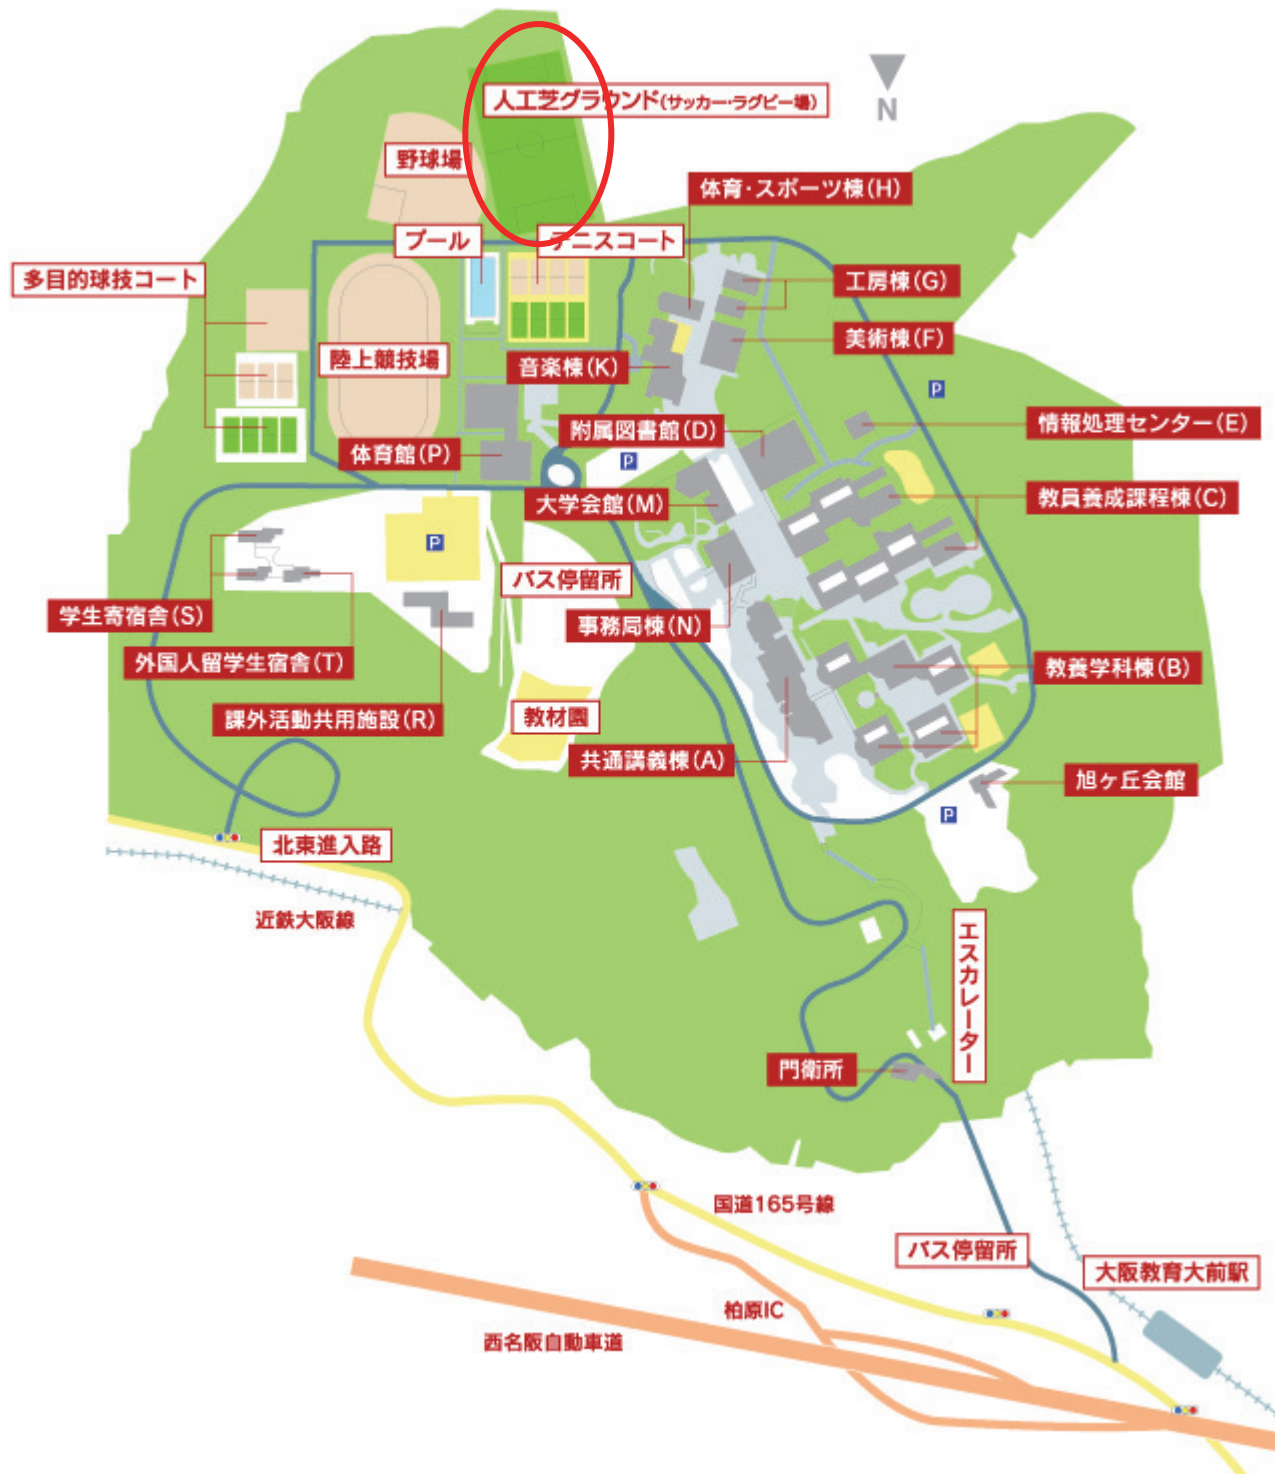 人工芝グラウンド(サッカー・ラグビー場)
N
野球場
体育・スポーツ棟(H)
プール
テニスコート
多目的球技コート
工房棟(G)
美術棟(F)
陸上競技場
音楽棟(K)
P
情報処理センター(E)
附属図書館(D)
体育館(P)
P
大学会館(M)
教員養成課程棟(C)
P
バス停留所
学生寄宿舎(S)
事務局棟(N)
外国人留学生宿舎(T)
教養学科棟(B)
課外活動共用施設(R)
教材園
共通講義棟(A)
旭ヶ丘会館
P
北東進入路
近鉄大阪線
エスカレーター
門衛所
国道165号線
バス停留所
大阪教育大前駅
柏原IC
西名阪自動車道